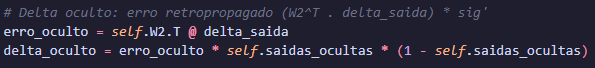 # Delta oculto: erro retropropagado (W2^T . delta_saida) * sig'
erro_oculto = self.W2.T @ delta_saida
delta_oculto = erro_oculto * self.saidas_ocultas * (1 - self.saidas_ocultas)